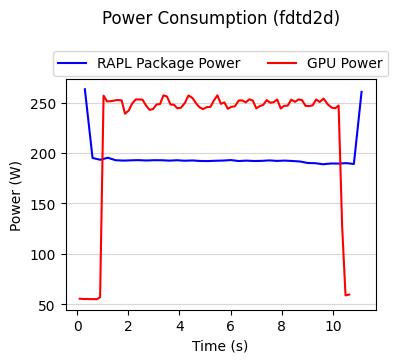 Power Consumption (fdtd2d)
RAPL Package Power GPU Power
250
200
150
100
50
Power (W)
0 2 4 6 8 10
Time (s)